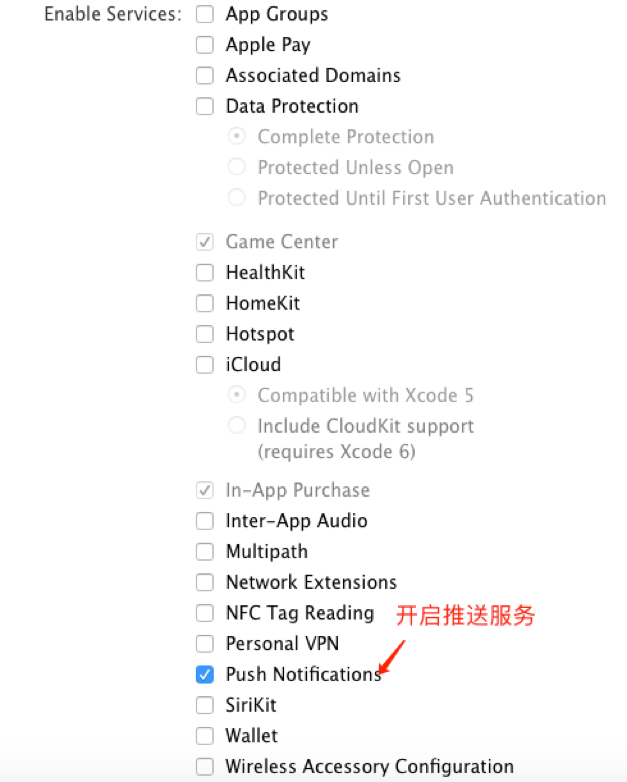 Enable Services: App Groups
Apple Pay
Associated Domains
Data Protection
Complete Protection
Protected Unless Open
Protected Until First User Authentication
Game Center
HealthKit
HomeKit
Hotspot
iCloud
Compatible with Xcode 5
Include CloudKit support
(requires Xcode 6)
In-App Purchase
Inter-App Audio
Multipath
Network Extensions
NFC Tag Reading 开启推送服务
Personal VPN
Push Notifications
SiriKit
Wallet
Wireless Accessory Configuration